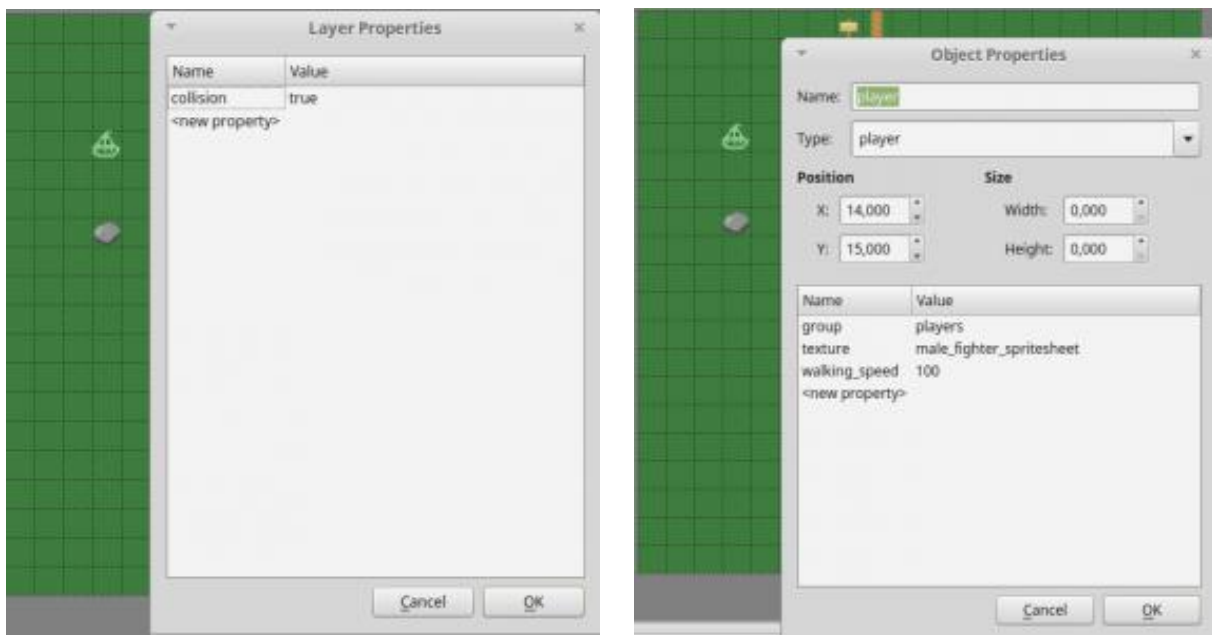 Layer Properties
Name Value
collision true
<new property>
Cancel OK
Object Properties
Name: player
Type: player
Position Size
X: 14,000 Width: 0,000
Y: 15,000 Height: 0,000
Name Value
group players
texture male_fighter_spritesheet
walking_speed 100
<new property>
Cancel OK